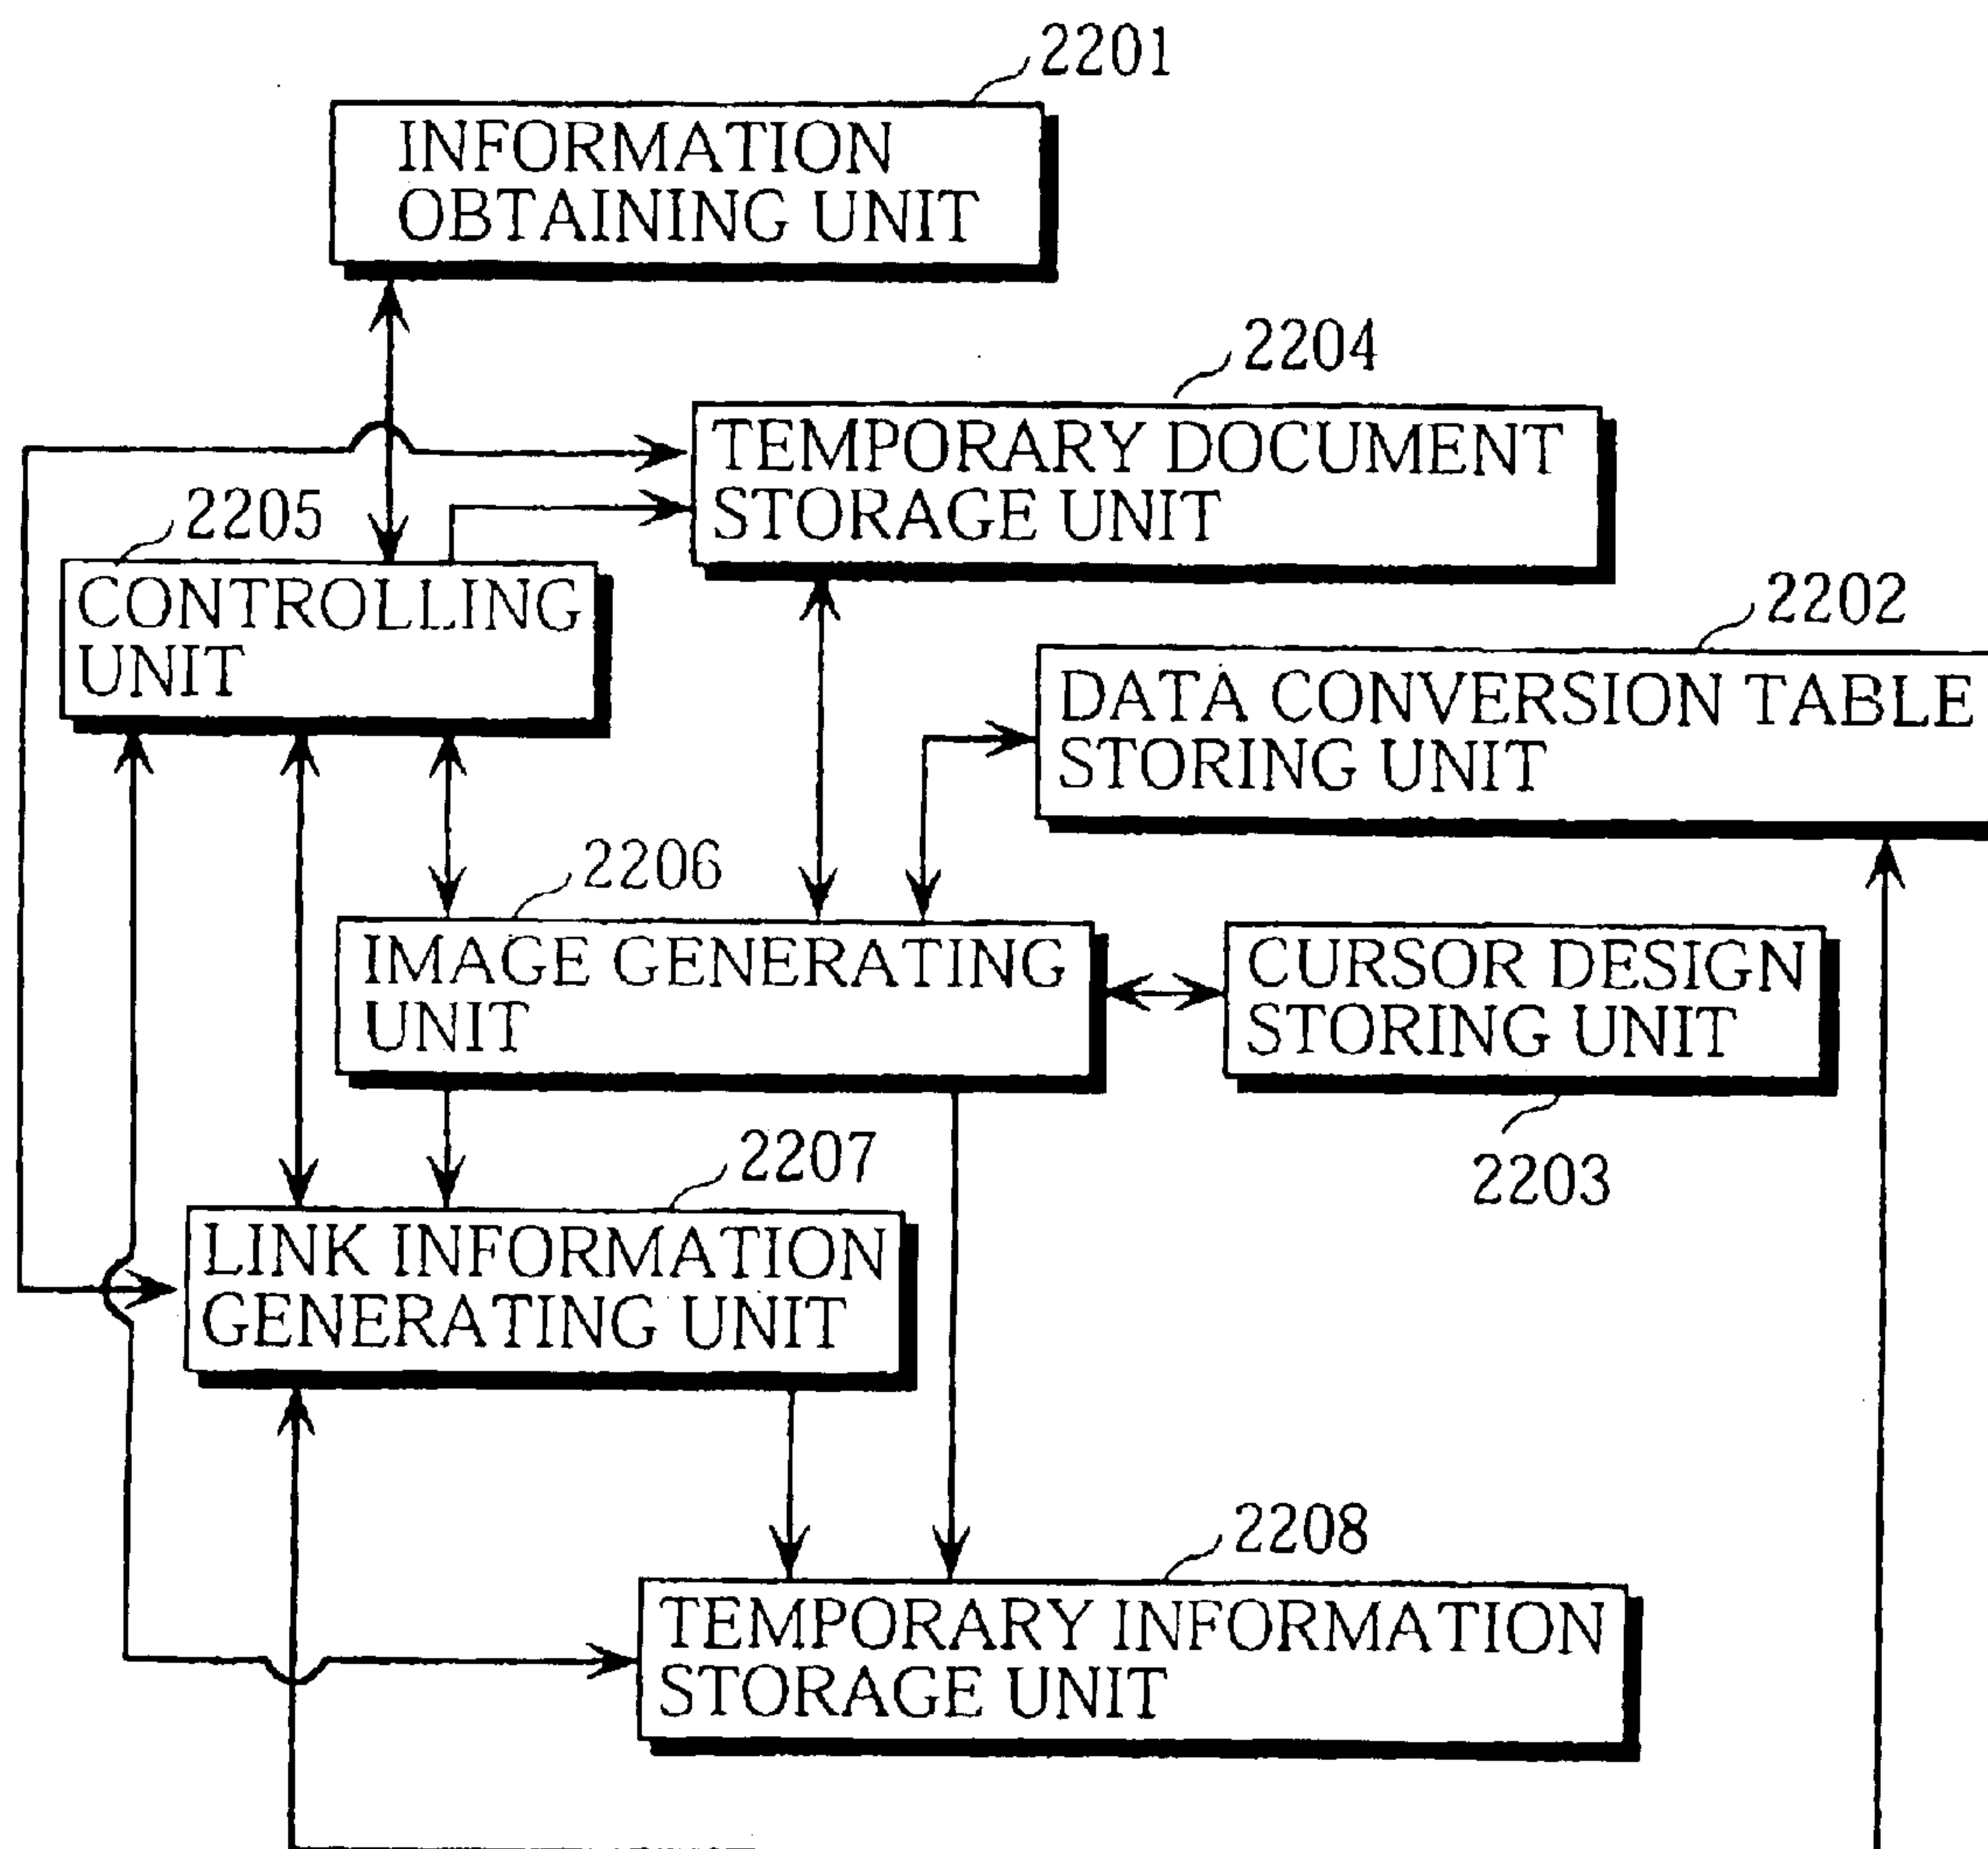 2201
INFORMATION
OBTAINING UNIT
2204
TEMPORARY DOCUMENT
STORAGE UNIT
2205
CONTROLLING
UNIT
2202
DATA CONVERSION TABLE
STORING UNIT
2206
IMAGE GENERATING
UNIT
CURSOR DESIGN
STORING UNIT
2203
2207
LINK INFORMATION
GENERATING UNIT
2208
TEMPORARY INFORMATION
STORAGE UNIT